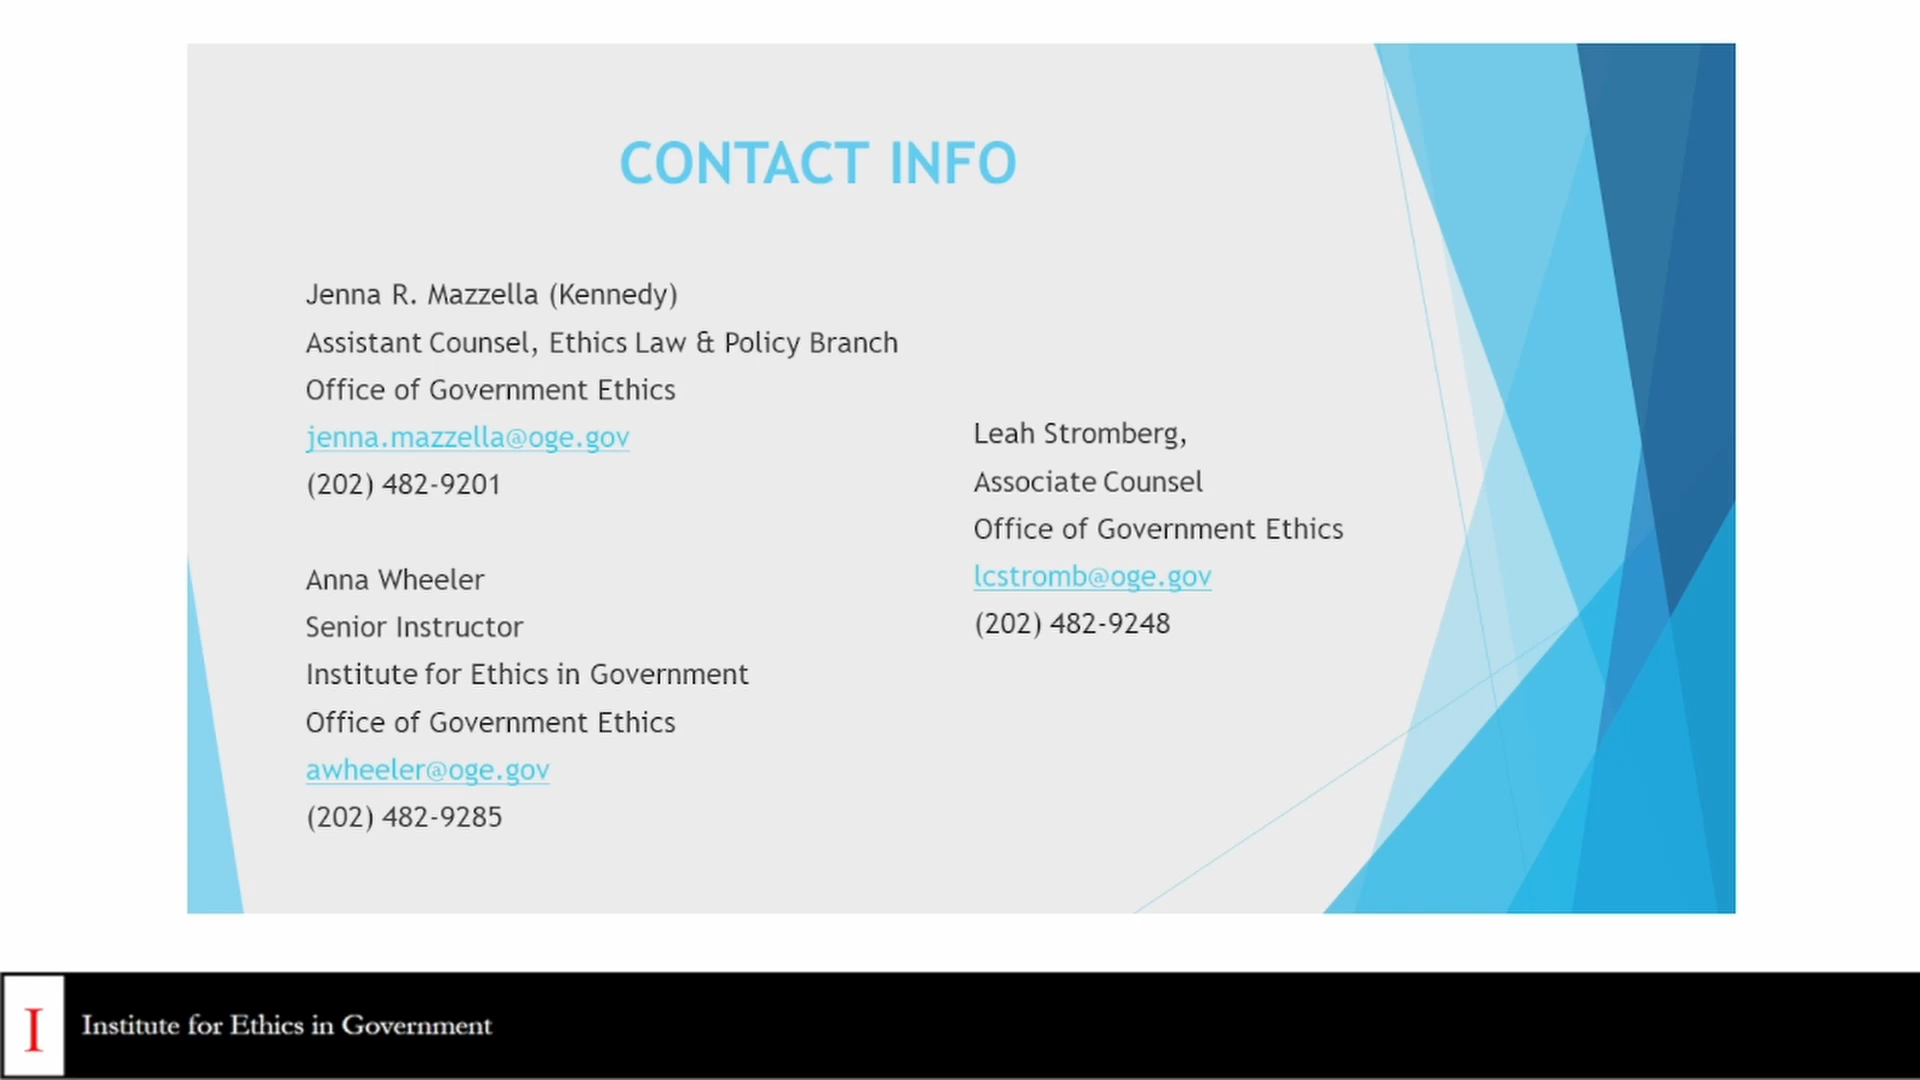 CONTACT INFO
Jenna R. Mazzella (Kennedy)
Assistant Counsel, Ethics Law & Policy Branch
Office of Government Ethics
jenna.mazzella@oge.gov
(202) 482-9201
Anna Wheeler
Senior Instructor
Institute for Ethics in Government
Office of Government Ethics
awheeler@oge.gov
(202) 482-9285
Leah Stromberg,
Associate Counsel
Office of Government Ethics
lcstromb@oge.gov
(202) 482-9248
I
Institute for Ethics in Government